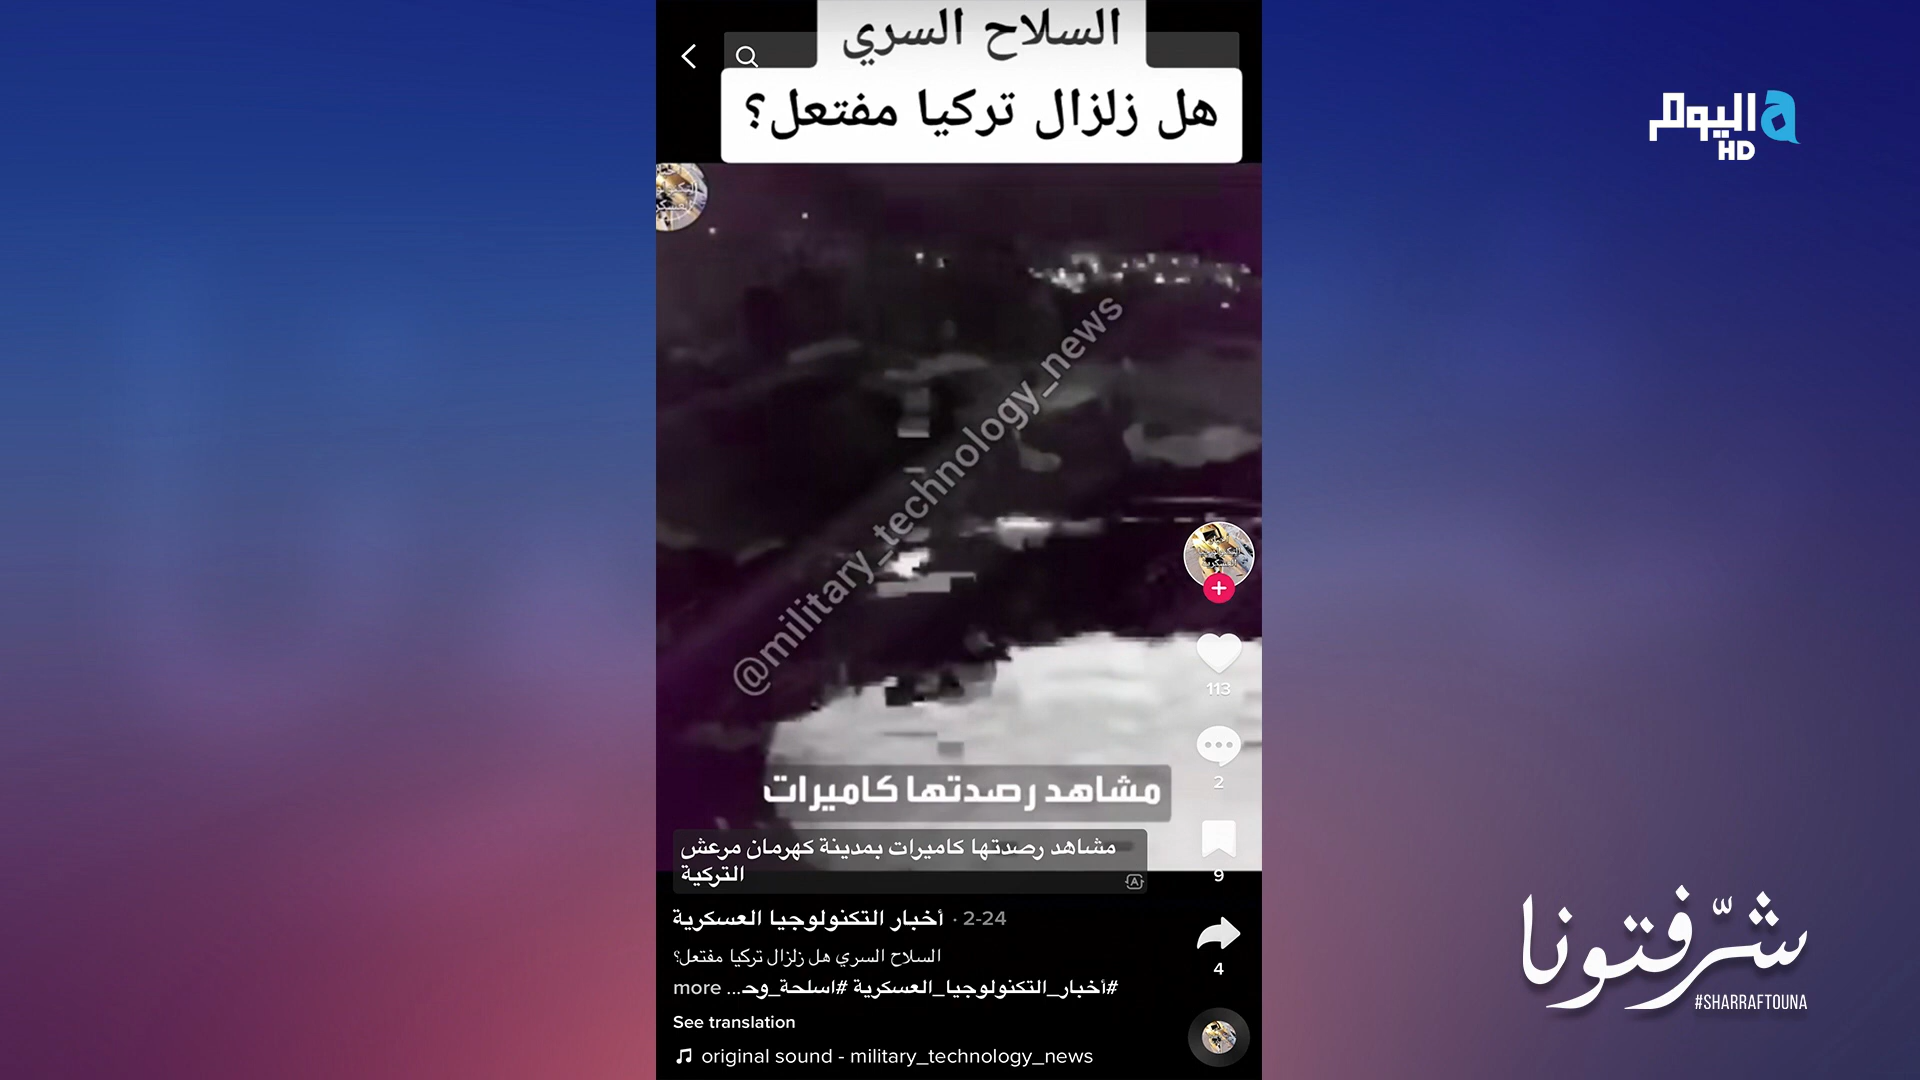 السلاح السري
هل زلزال تركيا مفتعل؟
اليوم a
HD
@military_technology_news
مشاهد رصدتها كاميرات
مشاهد رصدتها كاميرات بمدينة كهرمان مرعش
التركية
أخبار التكنولوجيا العسكرية · 2-24
السلاح السري هل زلزال تركيا مفتعل؟
#أخبار_التكنولوجيا_العسكرية #اسلحة_وحـ... more
See translation
original sound - military_technology_news
113
2
9
4
شرّفتونا
#SHARRAFTOUNA